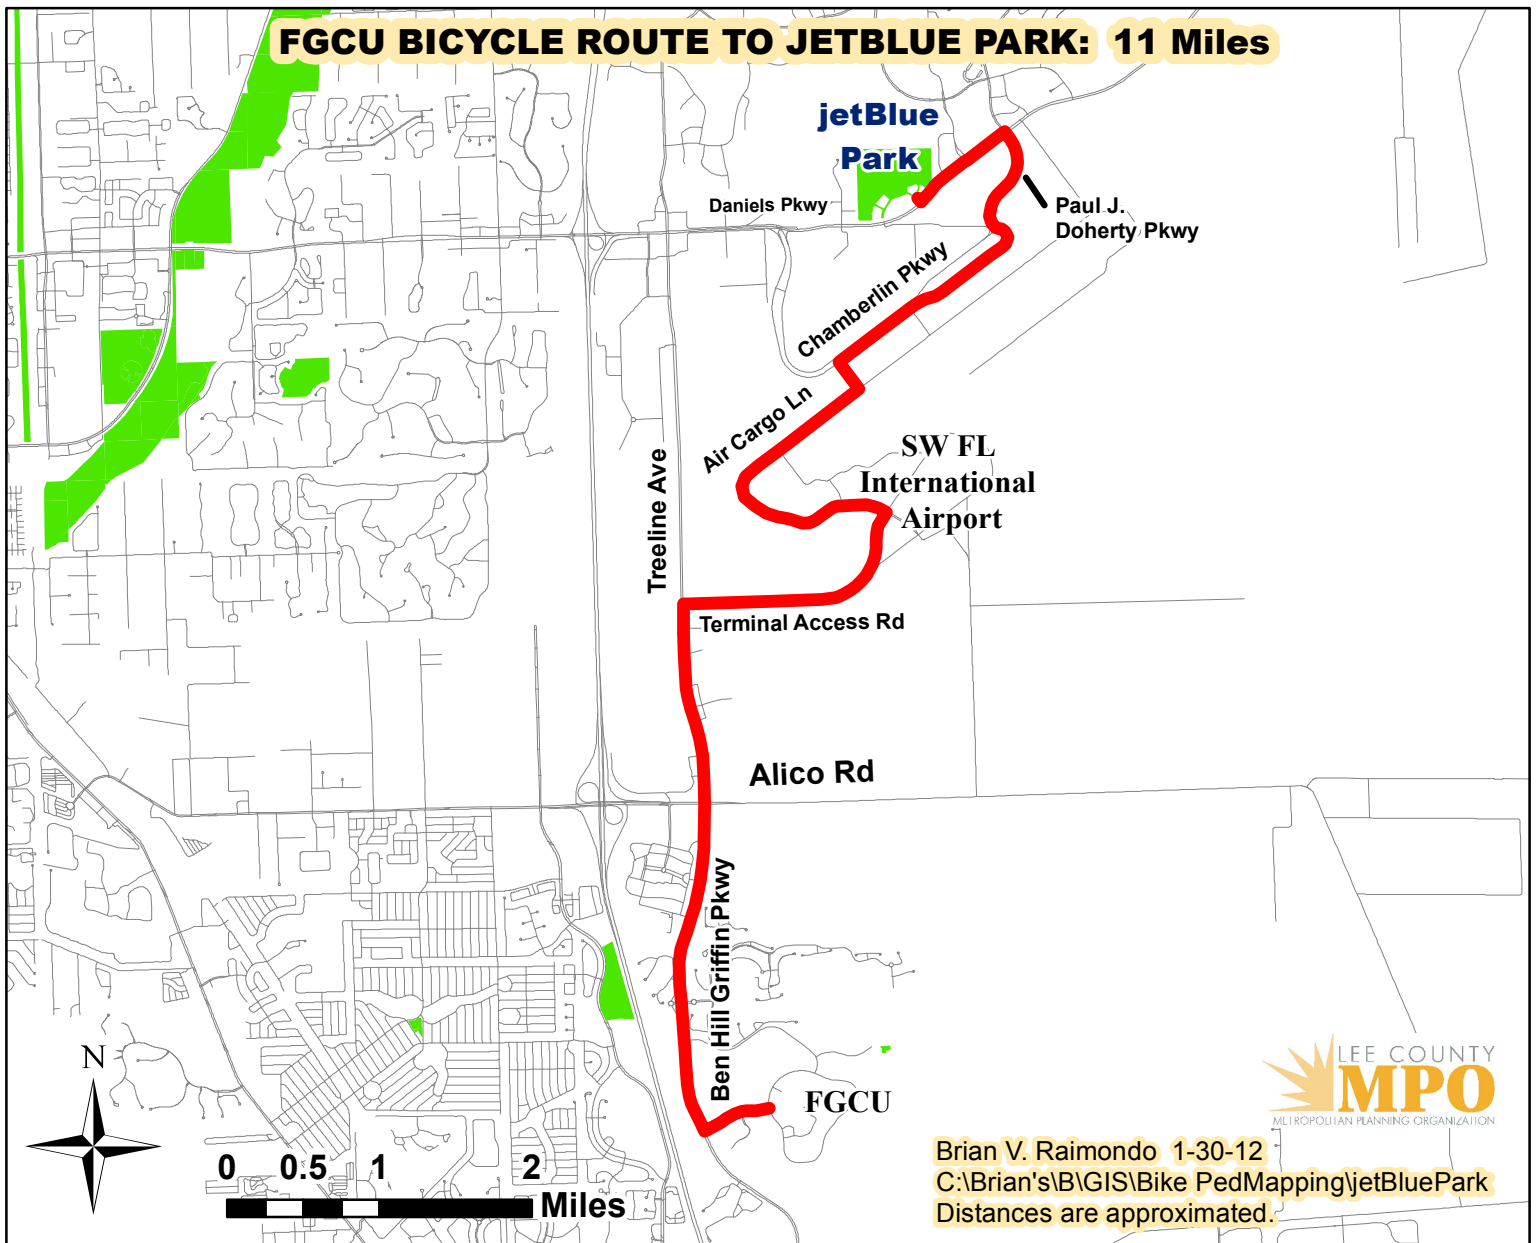 FGCU BICYCLE ROUTE TO JETBLUE PARK: 11 Miles
jetBlue
Park
Daniels Pkwy
Paul J.
Doherty Pkwy
Chamberlin Pkwy
Air Cargo Ln
SW FL
International
Airport
Treeline Ave
Terminal Access Rd
Alico Rd
Ben Hill Griffin Pkwy
FGCU
N
0 0.5 1 2
Miles
LEE COUNTY
MPO
METROPOLITAN PLANNING ORGANIZATION
Brian V. Raimondo 1-30-12
C:\Brian's\B\GIS\Bike PedMapping\jetBluePark
Distances are approximated.